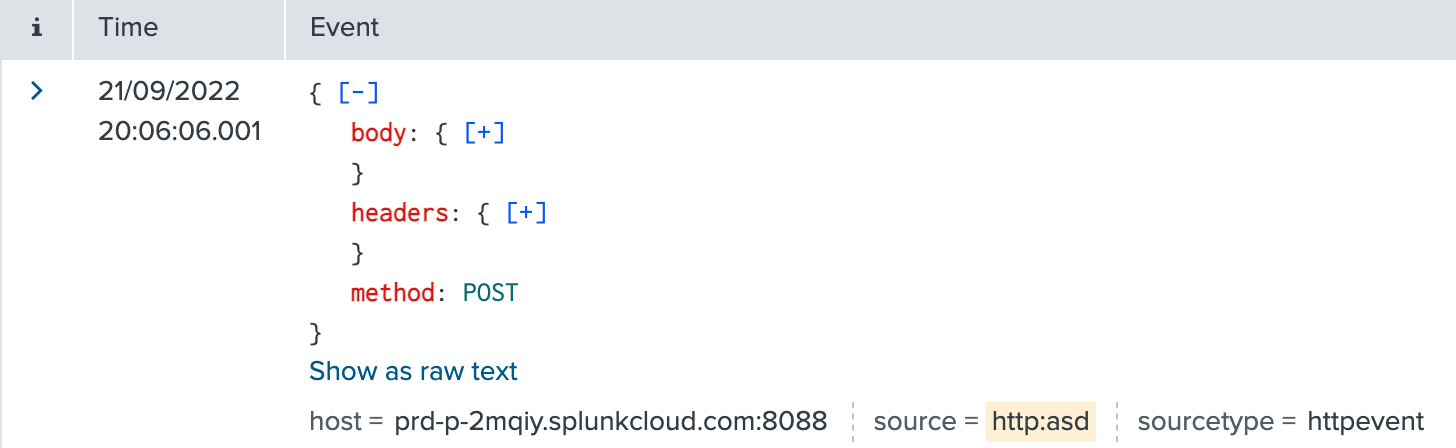 i Time Event
21/09/2022 { [-]
20:06:06.001 body: { [+]
}
headers: { [+]
}
method: POST
}
Show as raw text
host = prd-p-2mqiy.splunkcloud.com:8088 source = http:asd sourcetype = httpevent